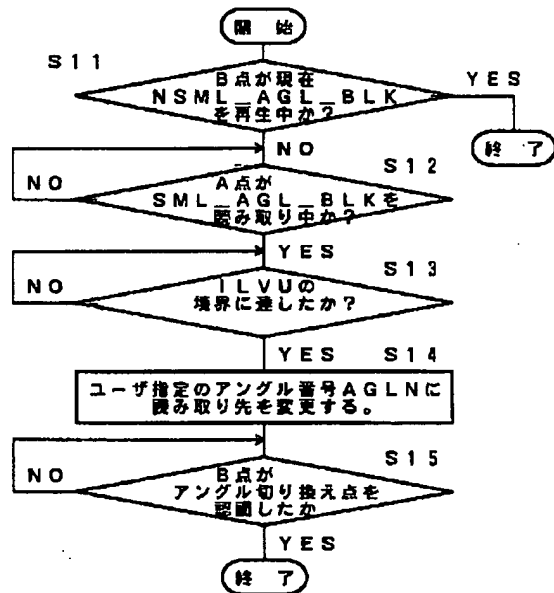 開 始
S11
B点が現在
NSML_AGL_BLK
を再生中か?
YES
終 了
NO
S12
NO
A点が
SML_AGL_BLKを
読み取り中か?
YES
S13
NO
ILVUの
境界に達したか?
YES
S14
ユーザ指定のアングル番号AGLNに
読み取り先を変更する。
S15
NO
B点が
アングル切り換え点を
認識したか
YES
終 了